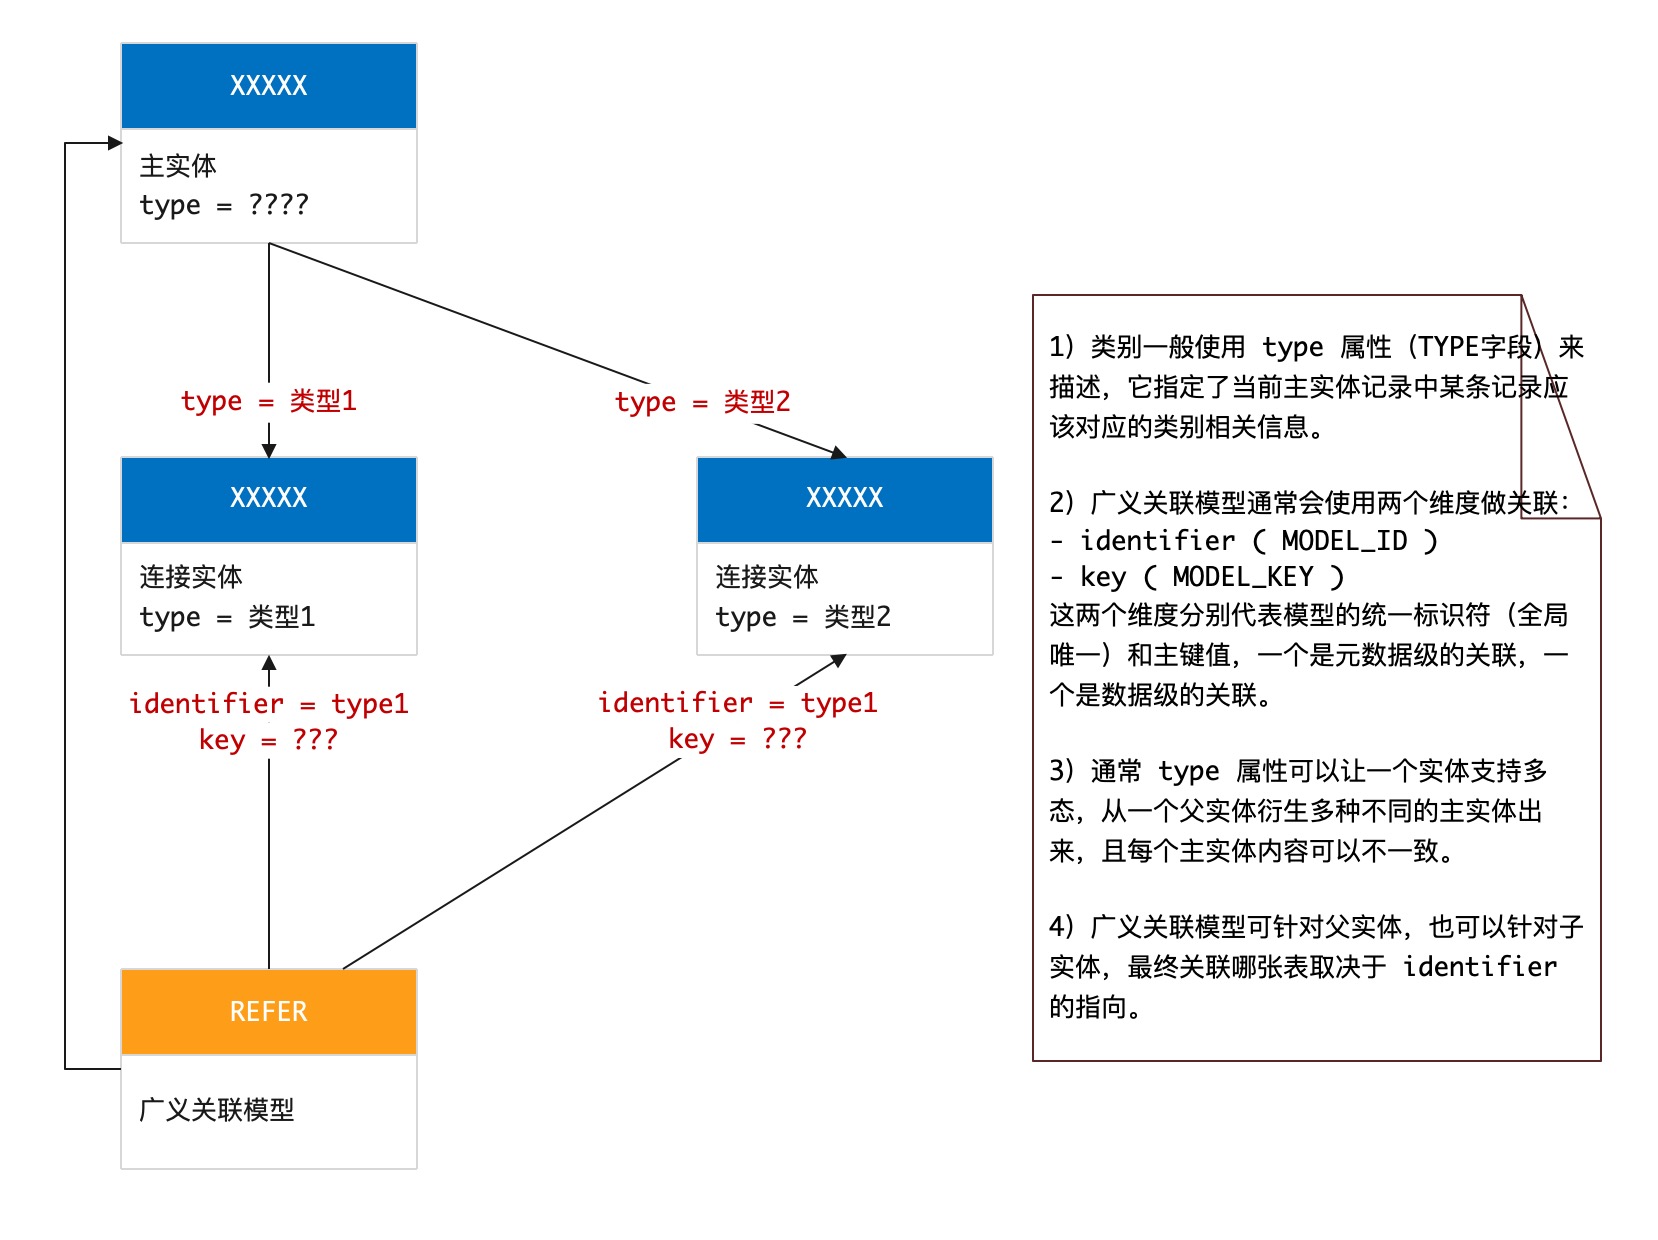 XXXXX
主实体
type = ????
type = 类型1
type = 类型2
XXXXX
连接实体
type = 类型1
XXXXX
连接实体
type = 类型2
identifier = type1
key = ???
identifier = type1
key = ???
REFER
广义关联模型
1）类别一般使用 type 属性（TYPE字段）来
描述，它指定了当前主实体记录中某条记录应
该对应的类别相关信息。
2）广义关联模型通常会使用两个维度做关联：
- identifier ( MODEL_ID )
- key ( MODEL_KEY )
这两个维度分别代表模型的统一标识符（全局
唯一）和主键值，一个是元数据级的关联，一
个是数据级的关联。
3）通常 type 属性可以让一个实体支持多
态，从一个父实体衍生多种不同的主实体出
来，且每个主实体内容可以不一致。
4）广义关联模型可针对父实体，也可以针对子
实体，最终关联哪张表取决于 identifier
的指向。